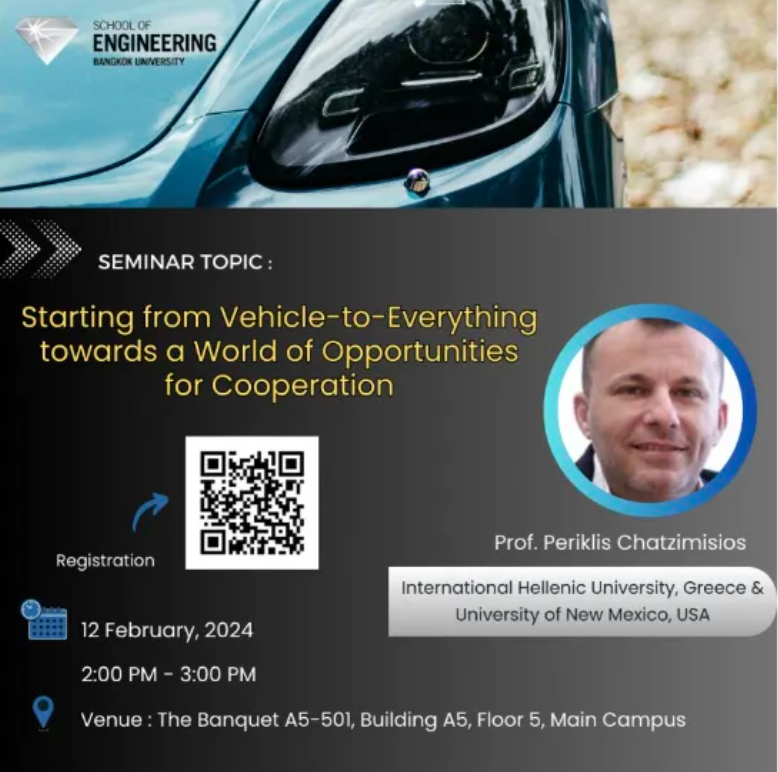 SCHOOL OF
ENGINEERING
BANGKOK UNIVERSITY
SEMINAR TOPIC :
Starting from Vehicle-to-Everything
towards a World of Opportunities
for Cooperation
Registration
Prof. Periklis Chatzimisios
International Hellenic University, Greece &
University of New Mexico, USA
12 February, 2024
2:00 PM - 3:00 PM
Venue : The Banquet A5-501, Building A5, Floor 5, Main Campus